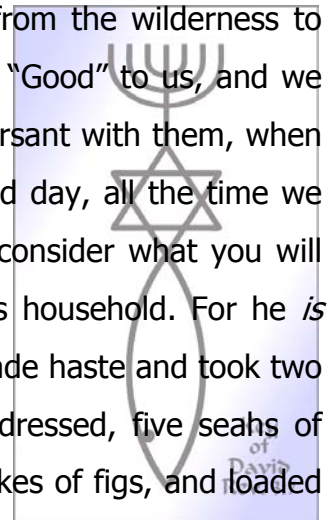 from the wilderness to
“Good” to us, and we
rsant with them, when
d day, all the time we
consider what you will
s household. For he is
ade haste and took two
dressed, five seahs of
kes of figs, and loaded
of
David